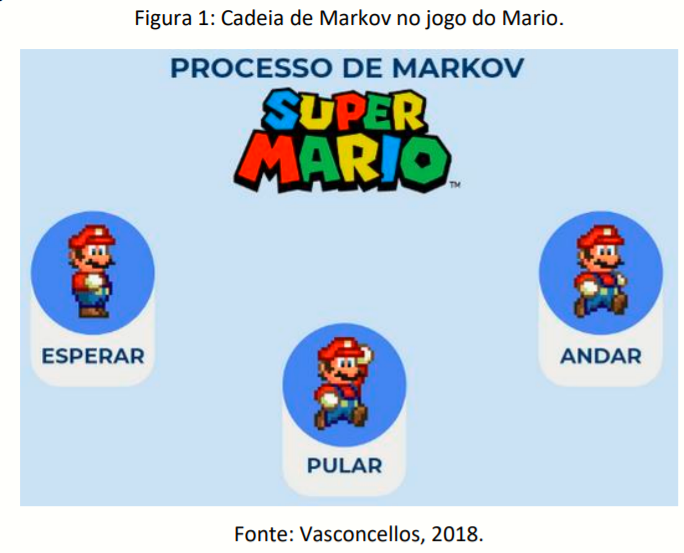 Figura 1: Cadeia de Markov no jogo do Mario.
PROCESSO DE MARKOV
SUPER
MARIO
TM
ESPERAR
ANDAR
PULAR
Fonte: Vasconcellos, 2018.